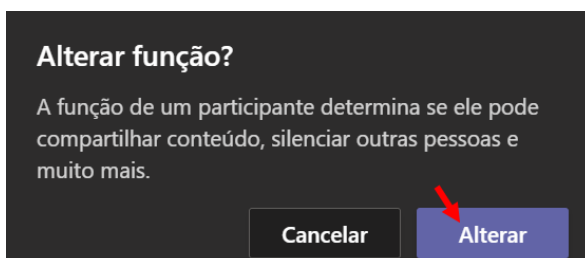 Alterar função?
A função de um participante determina se ele pode
compartilhar conteúdo, silenciar outras pessoas e
muito mais.
Cancelar Alterar